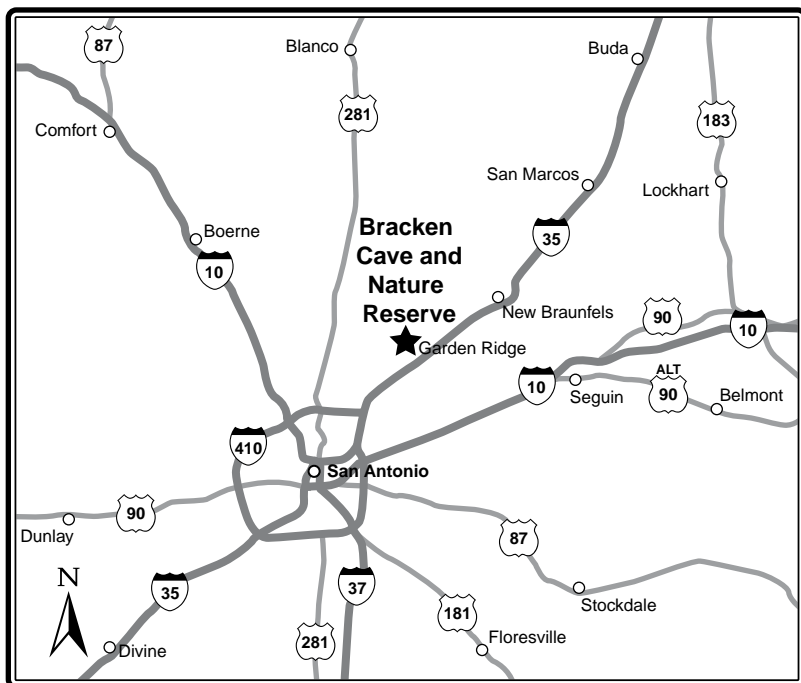 87
Blanco
Buda
281
183
Comfort
San Marcos
Lockhart
Boerne
Bracken
Cave and
Nature
Reserve
35
10
New Braunfels
90
10
Garden Ridge
10
Seguin
ALT
90
Belmont
410
San Antonio
90
Dunlay
87
N
35
37
Stockdale
181
281
Floresville
Divine